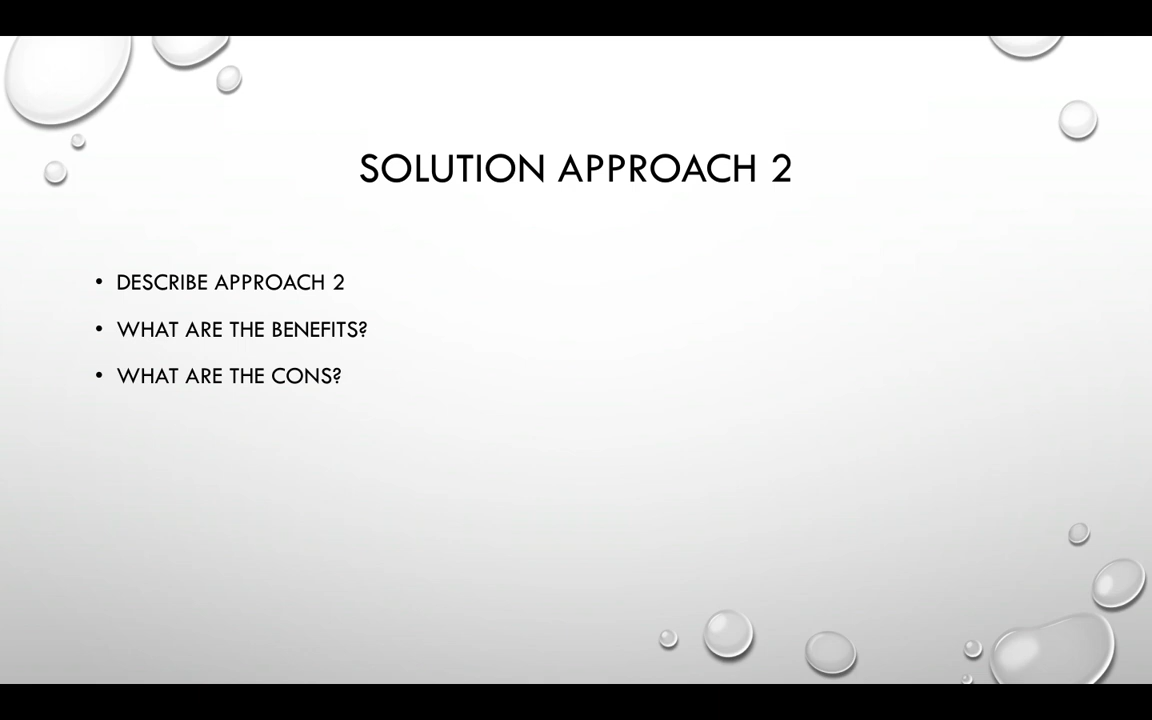 SOLUTION APPROACH 2
• DESCRIBE APPROACH 2
• WHAT ARE THE BENEFITS?
• WHAT ARE THE CONS?